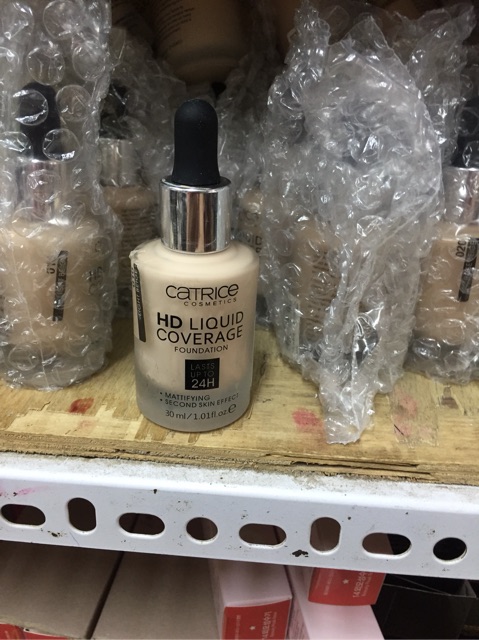 CATRICE
COSMETICS
HD LIQUID
COVERAGE
FOUNDATION
LASTS
UP TO
24H
• MATTIFYING
• SECOND SKIN EFFECT
30 ml / 1.01 fl.oz. e